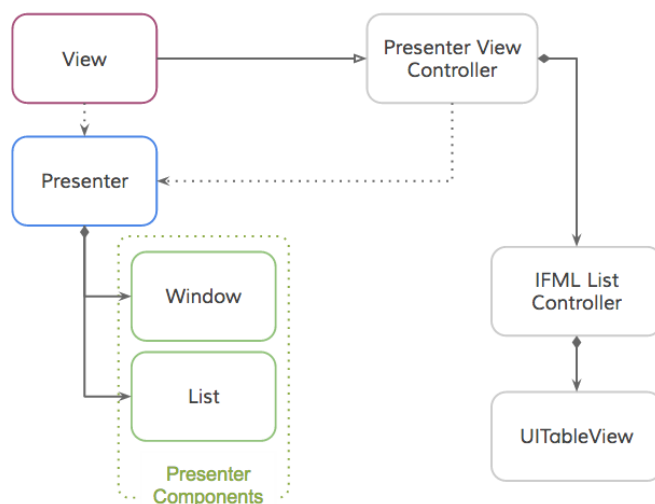 View
Presenter View
Controller
Presenter
Window
IFML List
Controller
List
UITableView
Presenter
Components